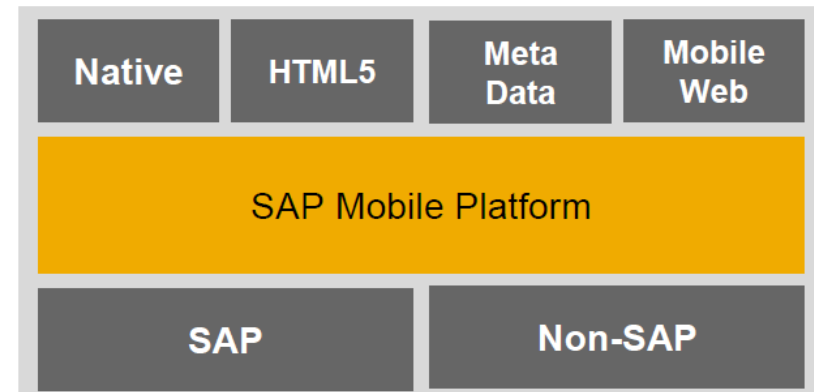 Native
HTML5
Meta
Data
Mobile
Web
SAP Mobile Platform
SAP
Non-SAP